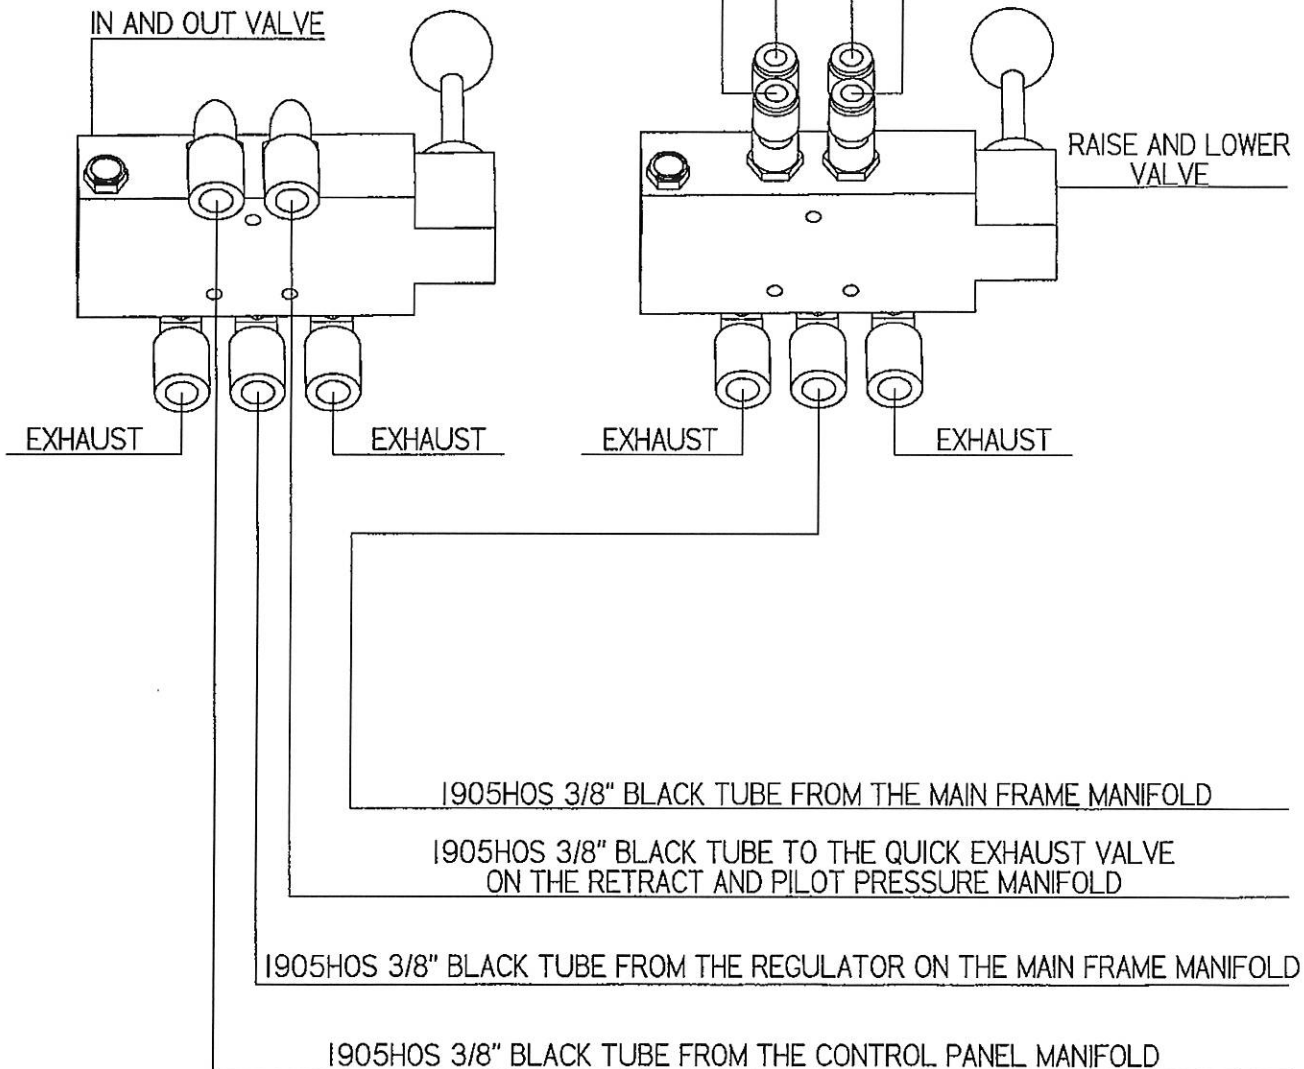 IN AND OUT VALVE
RAISE AND LOWER
VALVE
EXHAUST
EXHAUST
EXHAUST
EXHAUST
1905HOS 3/8" BLACK TUBE FROM THE MAIN FRAME MANIFOLD
1905HOS 3/8" BLACK TUBE TO THE QUICK EXHAUST VALVE
ON THE RETRACT AND PILOT PRESSURE MANIFOLD
1905HOS 3/8" BLACK TUBE FROM THE REGULATOR ON THE MAIN FRAME MANIFOLD
1905HOS 3/8" BLACK TUBE FROM THE CONTROL PANEL MANIFOLD